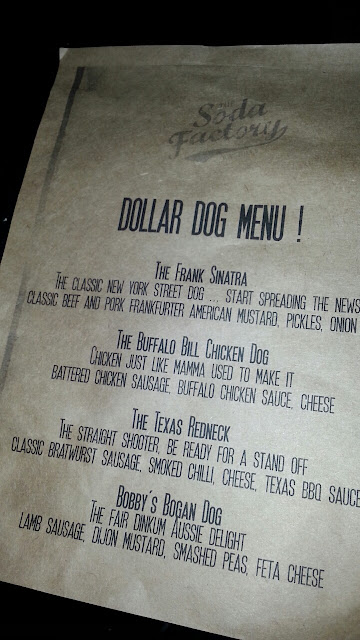 THE
Soda
Factory
DOLLAR DOG MENU !
THE FRANK SINATRA
THE CLASSIC NEW YORK STREET DOG ... START SPREADING THE NEWS
CLASSIC BEEF AND PORK FRANKFURTER AMERICAN MUSTARD, PICKLES, ONION
THE BUFFALO BILL CHICKEN DOG
CHICKEN JUST LIKE MAMMA USED TO MAKE IT
BATTERED CHICKEN SAUSAGE, BUFFALO CHICKEN SAUCE, CHEESE
THE TEXAS REDNECK
THE STRAIGHT SHOOTER, BE READY FOR A STAND OFF
CLASSIC BRATWURST SAUSAGE, SMOKED CHILLI, CHEESE, TEXAS BBQ SAUCE
BOBBY'S BOGAN DOG
THE FAIR DINKUM AUSSIE DELIGHT
LAMB SAUSAGE, DIJON MUSTARD, SMASHED PEAS, FETA CHEESE